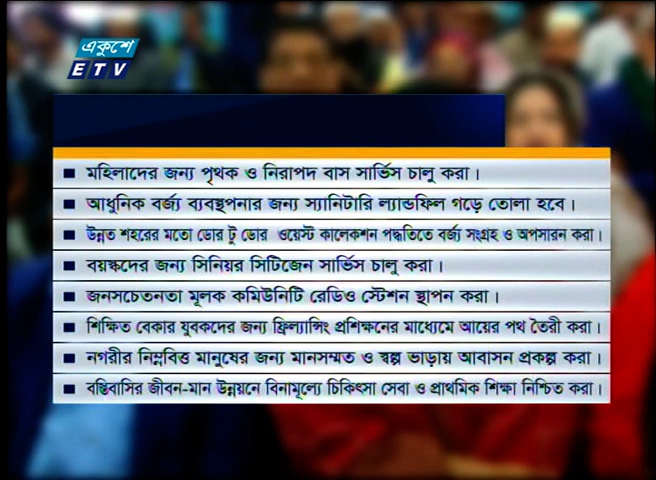 একুশে
ETV
মহিলাদের জন্য পৃথক ও নিরাপদ বাস সার্ভিস চালু করা।
আধুনিক বর্জ্য ব্যবস্থপনার জন্য স্যানিটারি ল্যান্ডফিল গড়ে তোলা হবে।
উন্নত শহরের মতো ডোর টু ডোর ওয়েস্ট কালেকশন পদ্ধতিতে বর্জ্য সংগ্রহ ও অপসারন করা।
বয়স্কদের জন্য সিনিয়র সিটিজেন সার্ভিস চালু করা।
জনসচেতনতা মূলক কমিউনিটি রেডিও স্টেশন স্থাপন করা।
শিক্ষিত বেকার যুবকদের জন্য ফ্রিল্যান্সিং প্রশিক্ষনের মাধ্যেমে আয়ের পথ তৈরী করা।
নগরীর নিম্নবিত্ত মানুষের জন্য মানসম্মত ও স্বল্প ভাড়ায় আবাসন প্রকল্প করা।
বস্তিবাসির জীবন-মান উন্নয়নে বিনামূল্যে চিকিৎসা সেবা ও প্রাথমিক শিক্ষা নিশ্চিত করা।